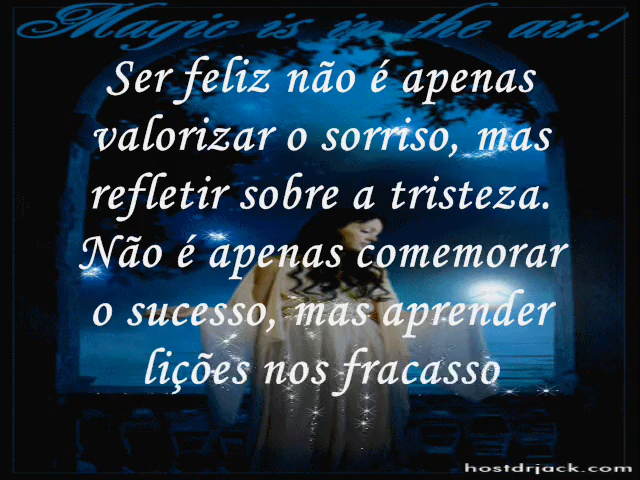 Magic is in the air!
Ser feliz não é apenas
valorizar o sorriso, mas
refletir sobre a tristeza.
Não é apenas comemorar
o sucesso, mas aprender
lições nos fracasso
hostdrjack.com